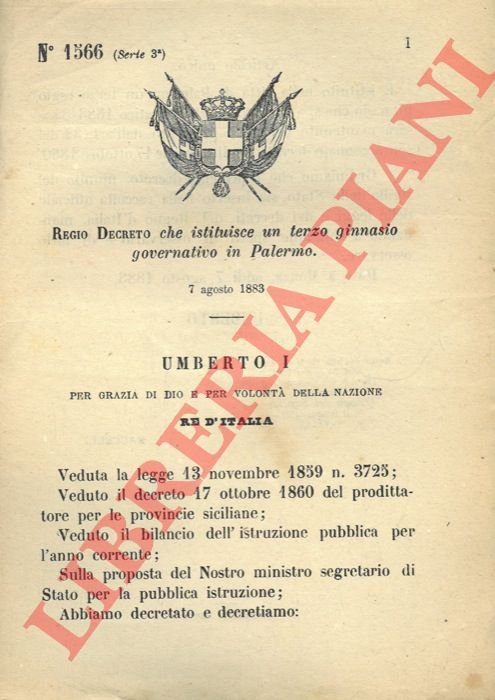 N° 1566 (Serie 3ª)
1
REGIO DECRETO che istituisce un terzo ginnasio
governativo in Palermo.
7 agosto 1883
UMBERTO I
PER GRAZIA DI DIO E PER VOLONTÀ DELLA NAZIONE
RE D'ITALIA
Veduta la legge 13 novembre 1859 n. 3725;
Veduto il decreto 17 ottobre 1860 del proditta-
tore per le provincie siciliane;
Veduto il bilancio dell'istruzione pubblica per
l'anno corrente;
Sulla proposta del Nostro ministro segretario di
Stato per la pubblica istruzione;
Abbiamo decretato e decretiamo:
LIBRERIA PIANI